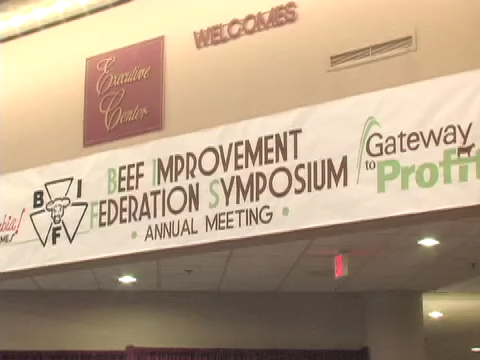 WELCOMES
Executive
Center
BEEF IMPROVEMENT
FEDERATION SYMPOSIUM
• ANNUAL MEETING •
B I
F
Gateway
to Profit